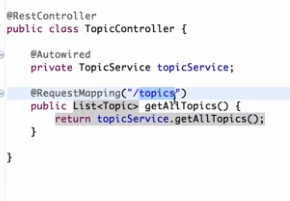 @RestController
public class TopicController {
@Autowired
private TopicService topicService;
@RequestMapping("/topics")
public List<Topic> getAllTopics() {
return topicService.getAllTopics();
}
}